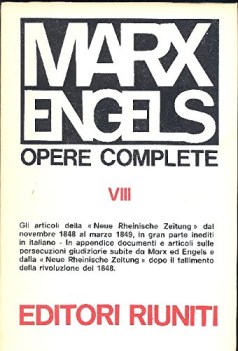 MARX
ENGELS
OPERE COMPLETE
VIII
Gli articoli della «Neue Rheinische Zeitung» dal
novembre 1848 al marzo 1849, in gran parte inediti
in italiano - In appendice documenti e articoli sulle
persecuzioni giudiziarie subite da Marx ed Engels e
dalla «Neue Rheinische Zeitung» dopo il fallimento
della rivoluzione del 1848.
EDITORI RIUNITI